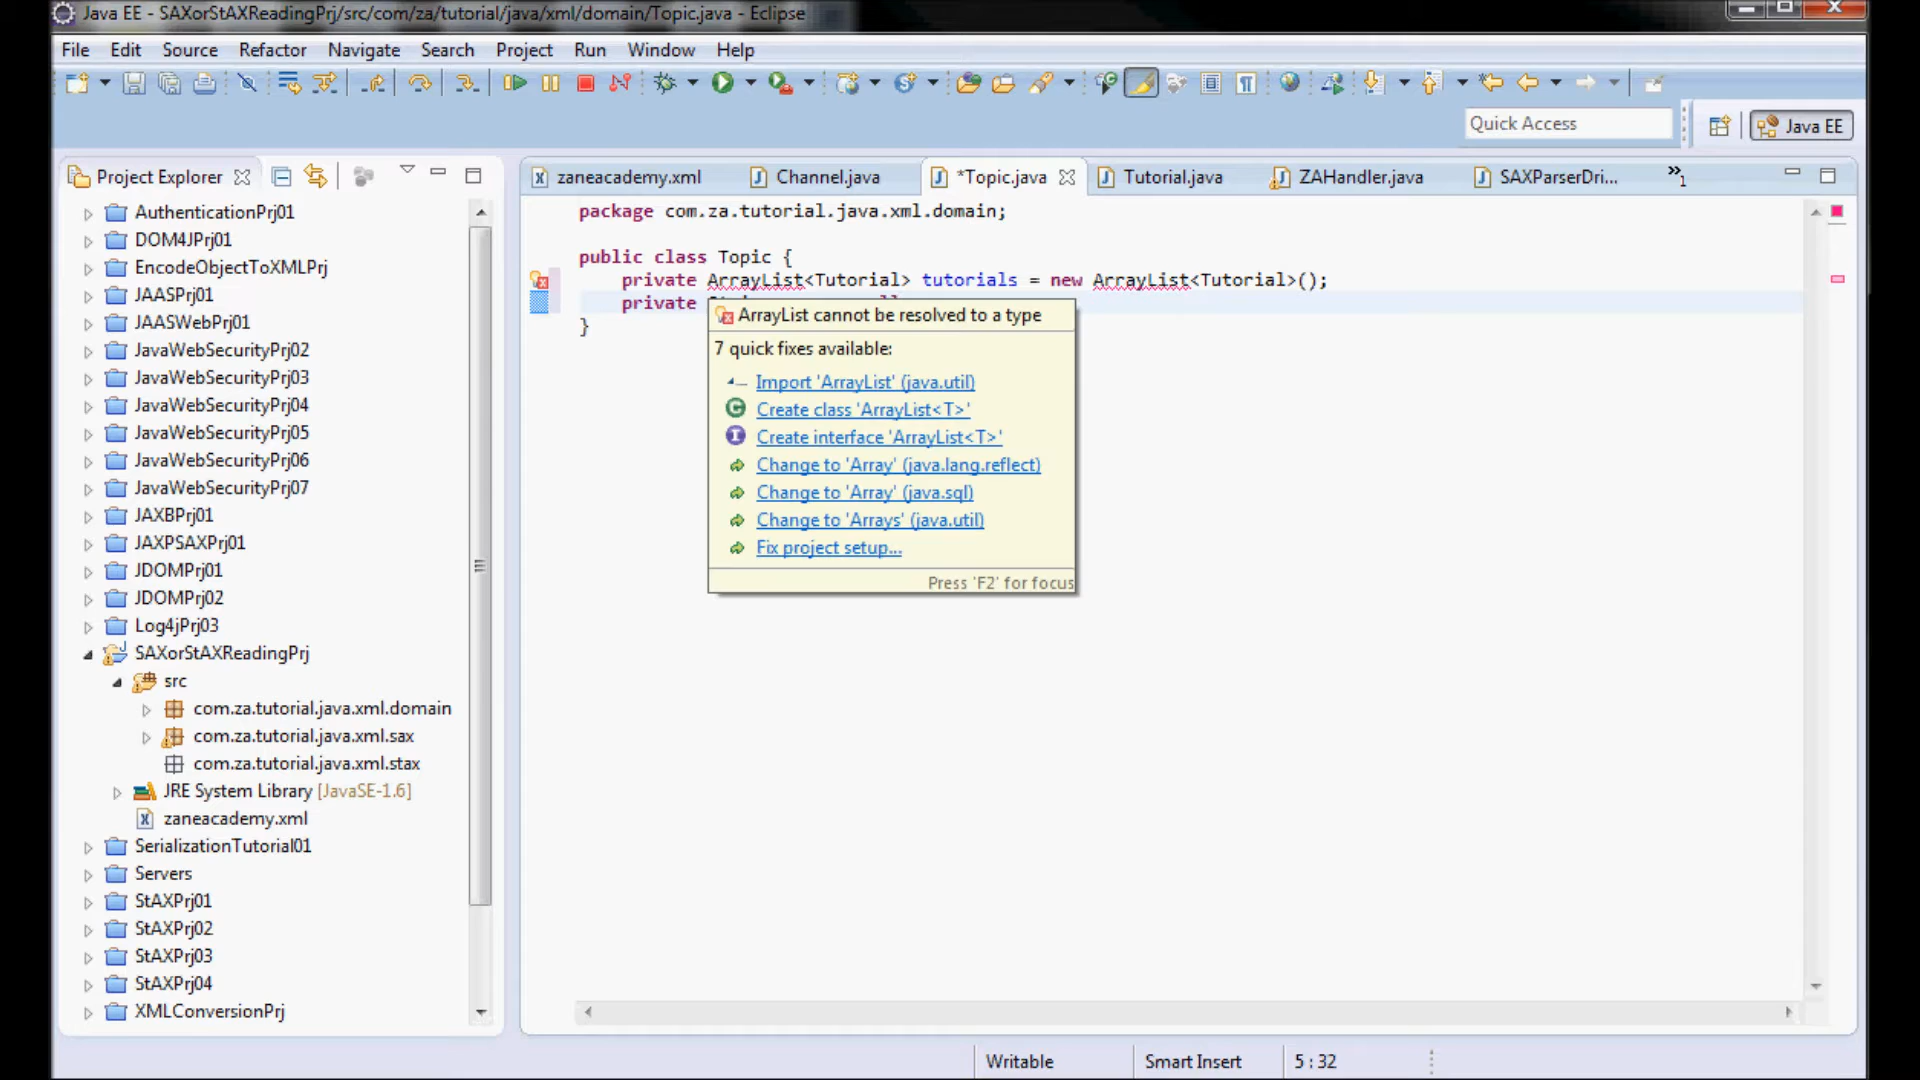 Java EE - SAXorStAXReadingPrj/src/com/za/tutorial/java/xml/domain/Topic.java - Eclipse
File Edit Source Refactor Navigate Search Project Run Window Help
Quick Access
Java EE
Project Explorer
zaneacademy.xml Channel.java *Topic.java Tutorial.java ZAHandler.java SAXParserDri... »1
AuthenticationPrj01
DOM4JPrj01
EncodeObjectToXMLPrj
JAASPrj01
JAASWebPrj01
JavaWebSecurityPrj02
JavaWebSecurityPrj03
JavaWebSecurityPrj04
JavaWebSecurityPrj05
JavaWebSecurityPrj06
JavaWebSecurityPrj07
JAXBPrj01
JAXPSAXPrj01
JDOMPrj01
JDOMPrj02
Log4jPrj03
SAXorStAXReadingPrj
src
com.za.tutorial.java.xml.domain
com.za.tutorial.java.xml.sax
com.za.tutorial.java.xml.stax
JRE System Library [JavaSE-1.6]
zaneacademy.xml
SerializationTutorial01
Servers
StAXPrj01
StAXPrj02
StAXPrj03
StAXPrj04
XMLConversionPrj
package com.za.tutorial.java.xml.domain;
public class Topic {
private ArrayList<Tutorial> tutorials = new ArrayList<Tutorial>();
private
}
ArrayList cannot be resolved to a type
7 quick fixes available:
Import 'ArrayList' (java.util)
Create class 'ArrayList<T>'
Create interface 'ArrayList<T>'
Change to 'Array' (java.lang.reflect)
Change to 'Array' (java.sql)
Change to 'Arrays' (java.util)
Fix project setup...
Press 'F2' for focus
Writable Smart Insert 5 : 32